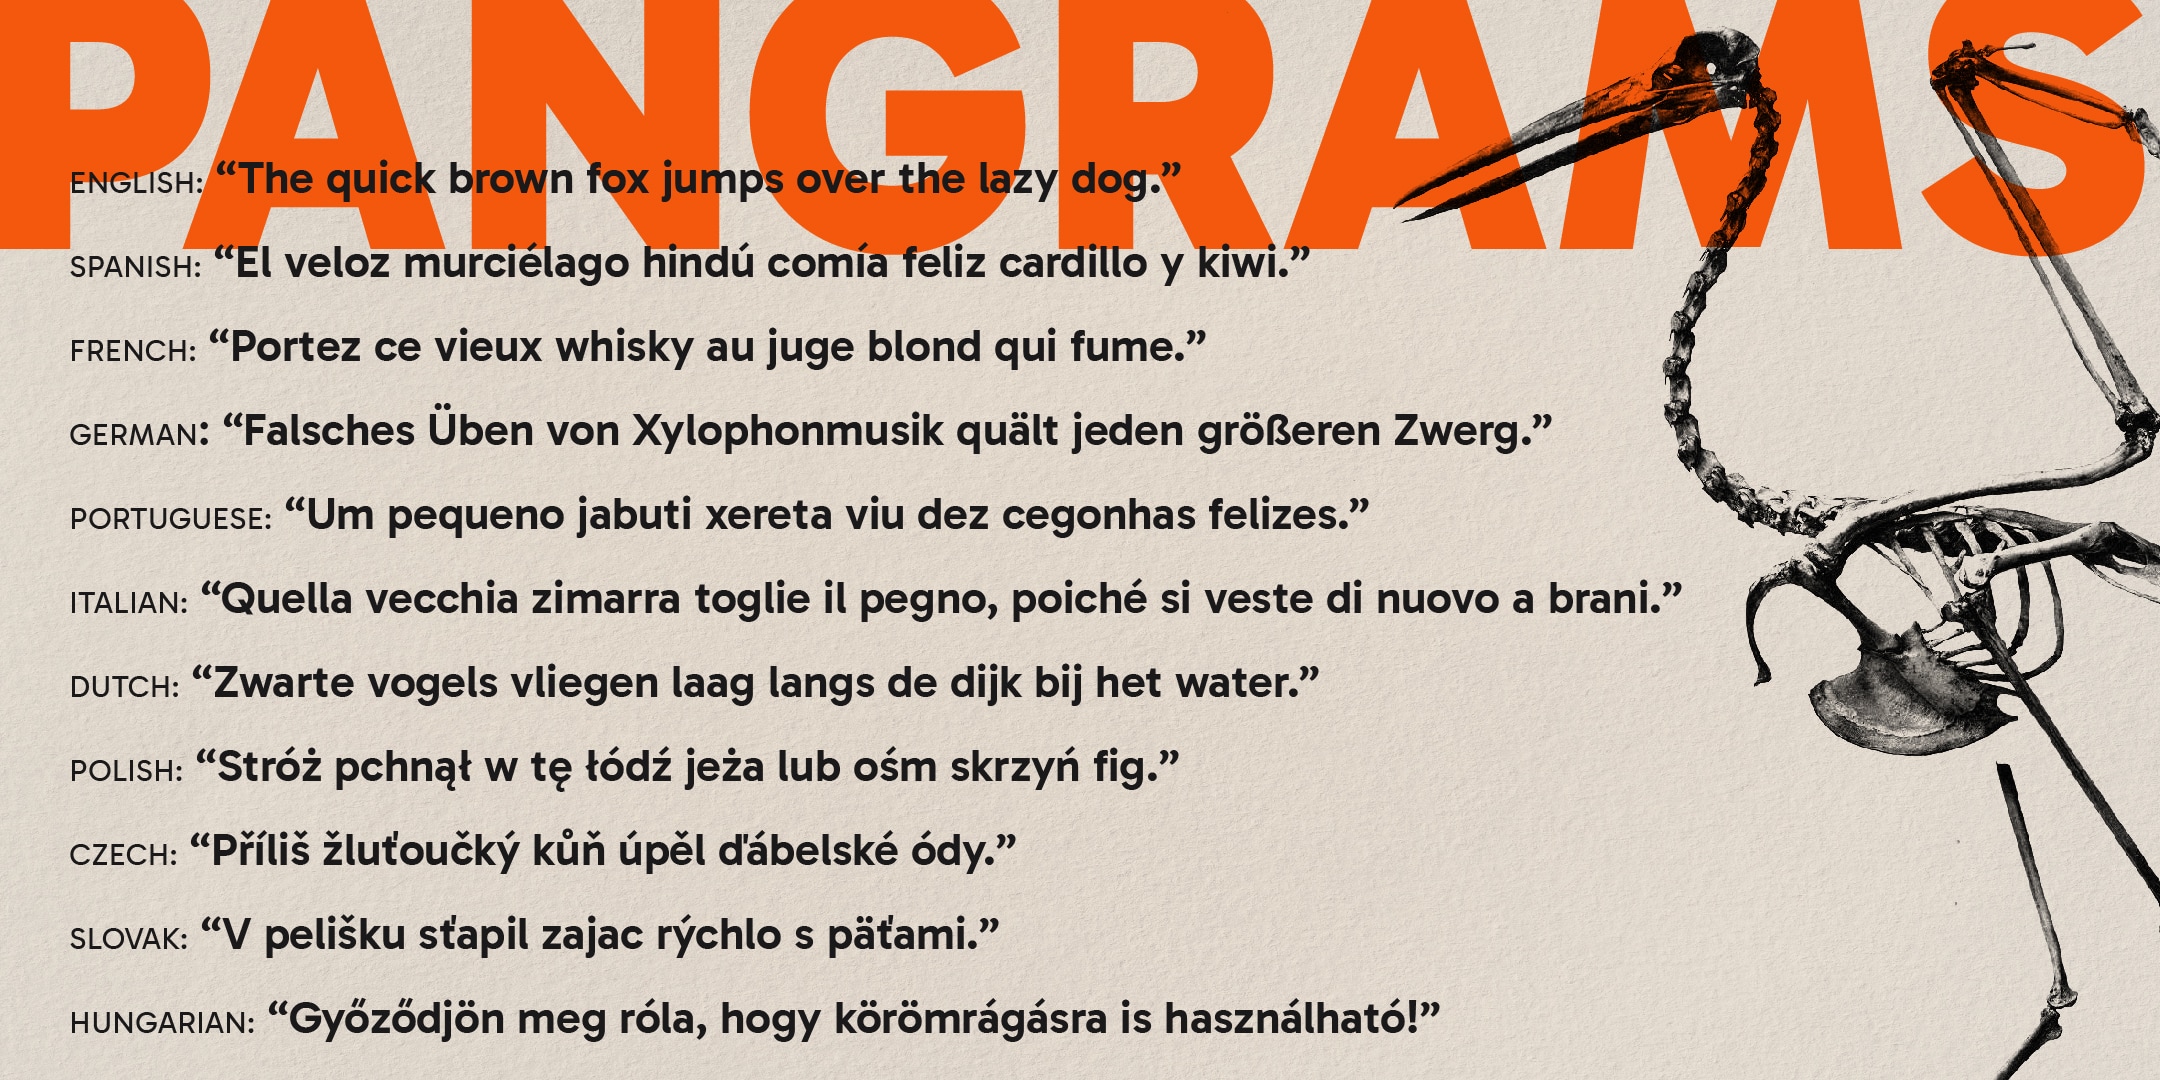 PANGRAMS
ENGLISH: “The quick brown fox jumps over the lazy dog.”
SPANISH: “El veloz murciélago hindú comía feliz cardillo y kiwi.”
FRENCH: “Portez ce vieux whisky au juge blond qui fume.”
GERMAN: “Falsches Üben von Xylophonmusik quält jeden größeren Zwerg.”
PORTUGUESE: “Um pequeno jabuti xereta viu dez cegonhas felizes.”
ITALIAN: “Quella vecchia zimarra toglie il pegno, poiché si veste di nuovo a brani.”
DUTCH: “Zwarte vogels vliegen laag langs de dijk bij het water.”
POLISH: “Stróż pchnął w tę łódź jeża lub ośm skrzyń fig.”
CZECH: “Příliš žluťoučký kůň úpěl ďábelské ódy.”
SLOVAK: “V pelišku sťapil zajac rýchlo s päťami.”
HUNGARIAN: “Győződjön meg róla, hogy körömrágásra is használható!”